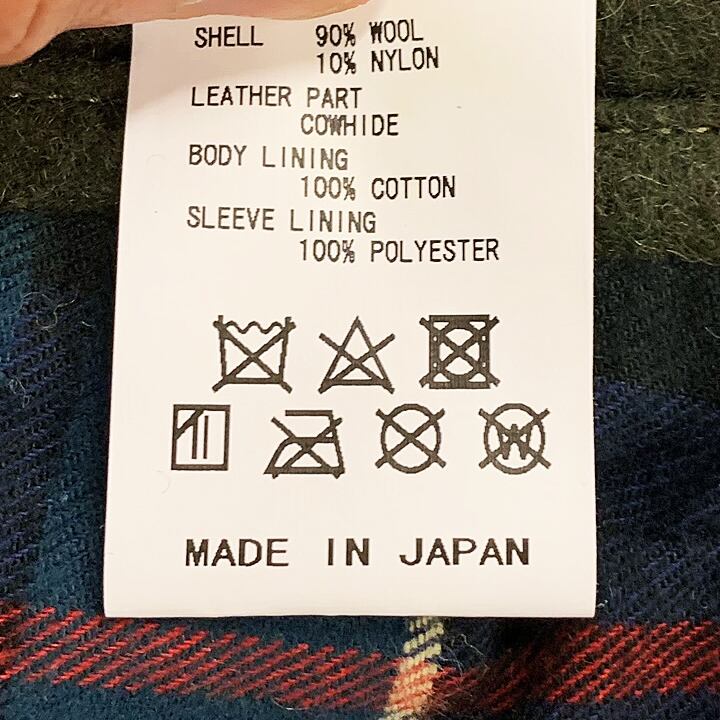 SHELL 90% WOOL
10% NYLON
LEATHER PART
COWHIDE
BODY LINING
100% COTTON
SLEEVE LINING
100% POLYESTER
W
MADE IN JAPAN